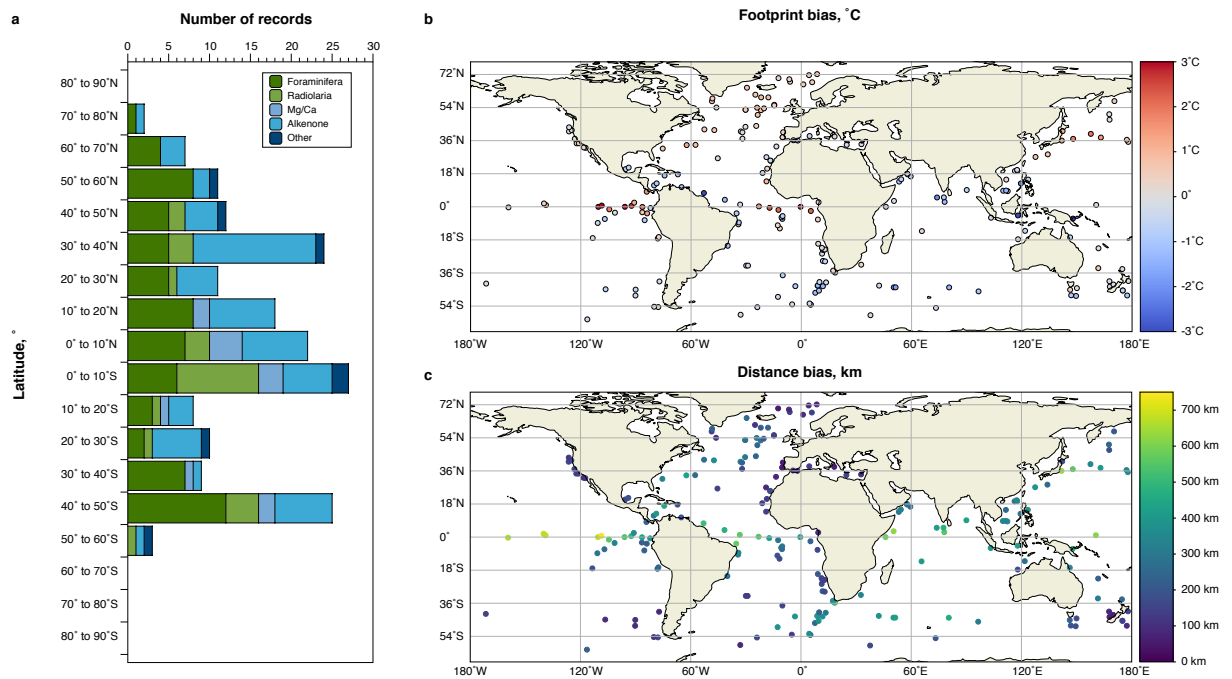 a
Number of records
0 5 10 15 20 25 30
Foraminifera
Radiolaria
Mg/Ca
Alkenone
Other
Latitude,˚
80˚ to 90˚N
70˚ to 80˚N
60˚ to 70˚N
50˚ to 60˚N
40˚ to 50˚N
30˚ to 40˚N
20˚ to 30˚N
10˚ to 20˚N
0˚ to 10˚N
0˚ to 10˚S
10˚ to 20˚S
20˚ to 30˚S
30˚ to 40˚S
40˚ to 50˚S
50˚ to 60˚S
60˚ to 70˚S
70˚ to 80˚S
80˚ to 90˚S
b
Footprint bias, ˚C
72˚N
54˚N
36˚N
18˚N
0˚
18˚S
36˚S
54˚S
180˚W 120˚W 60˚W 0˚ 60˚E 120˚E 180˚E
3˚C
2˚C
1˚C
0˚C
-1˚C
-2˚C
-3˚C
c
Distance bias, km
72˚N
54˚N
36˚N
18˚N
0˚
18˚S
36˚S
54˚S
180˚W 120˚W 60˚W 0˚ 60˚E 120˚E 180˚E
700 km
600 km
500 km
400 km
300 km
200 km
100 km
0 km